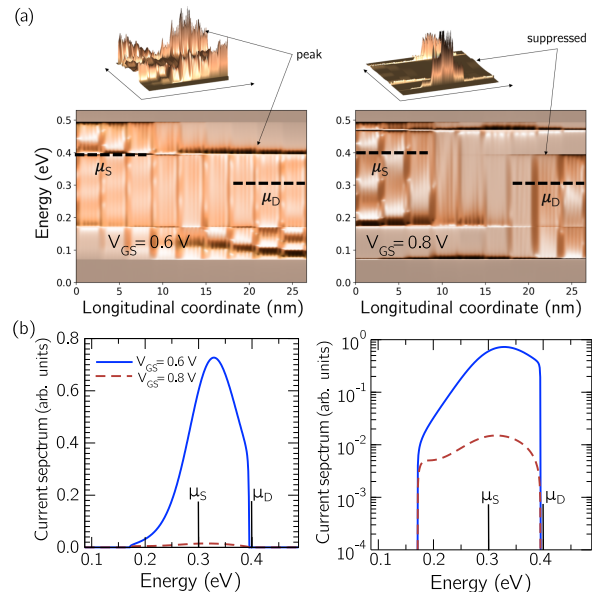 (a)
peak
suppressed
Energy (eV)
0.5
0.4
0.3
0.2
0.1
0.0
μS
μD
VGS= 0.6 V
0 5 10 15 20 25
Longitudinal coordinate (nm)
0.5
0.4
0.3
0.2
0.1
0.0
μS
μD
VGS= 0.8 V
0 5 10 15 20 25
Longitudinal coordinate (nm)
(b)
Current sepctrum (arb. units)
0.8
0.6
0.4
0.2
0.0
VGS= 0.6 V
VGS= 0.8 V
μS
μD
0.1 0.2 0.3 0.4
Energy (eV)
Current sepctrum (arb. units)
10^0
10^-1
10^-2
10^-3
10^-4
μS
μD
0.1 0.2 0.3 0.4
Energy (eV)